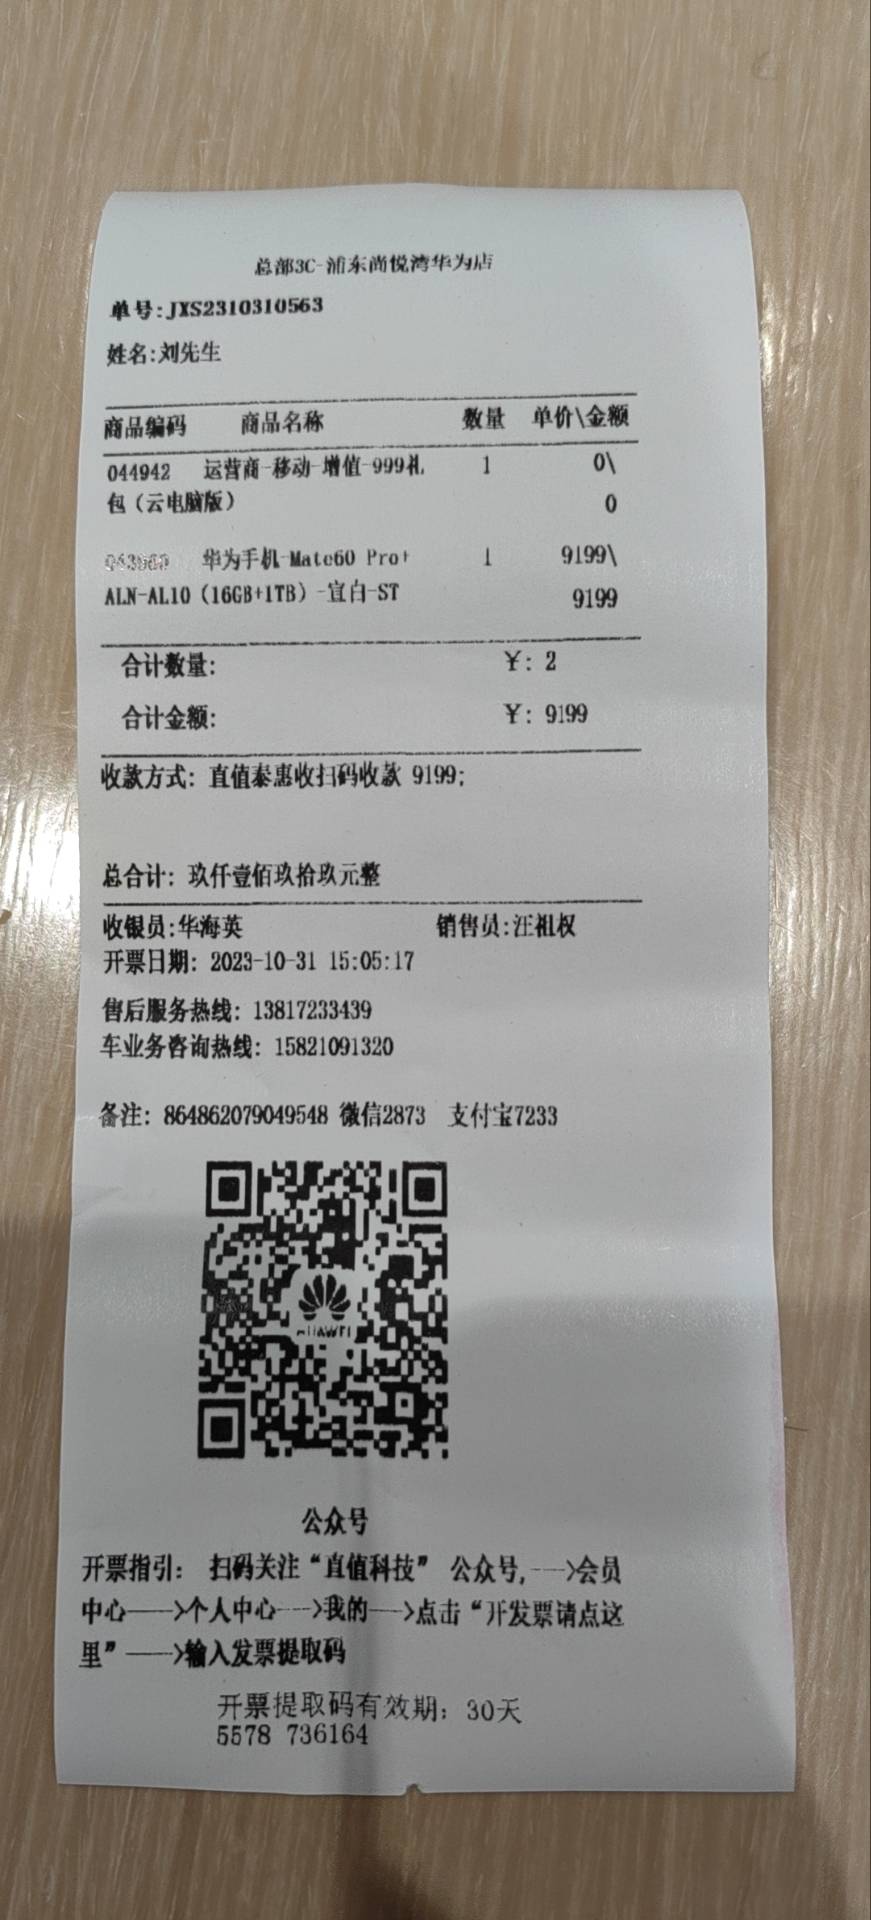 总部3C-浦东尚悦湾华为店
单号:JXS2310310563
姓名:刘先生
商品编码 商品名称 数量 单价\金额
044942 运营商-移动-增值-999礼 1 0\
包（云电脑版） 0
华为手机-Mate60 Pro+ 1 9199\
ALN-AL10（16GB+1TB）-宣白-ST 9199
合计数量: ￥: 2
合计金额: ￥: 9199
收款方式: 直值泰惠收扫码收款 9199;
总合计: 玖仟壹佰玖拾玖元整
收银员:华海英 销售员:汪祖权
开票日期: 2023-10-31 15:05:17
售后服务热线: 13817233439
车业务咨询热线: 15821091320
备注: 864862079049548 微信2873 支付宝7233
HUAWEI
公众号
开票指引: 扫码关注“直值科技” 公众号,---->会员
中心---->个人中心---->我的---->点击“开发票请点这
里”---->输入发票提取码
开票提取码有效期: 30天
5578 736164